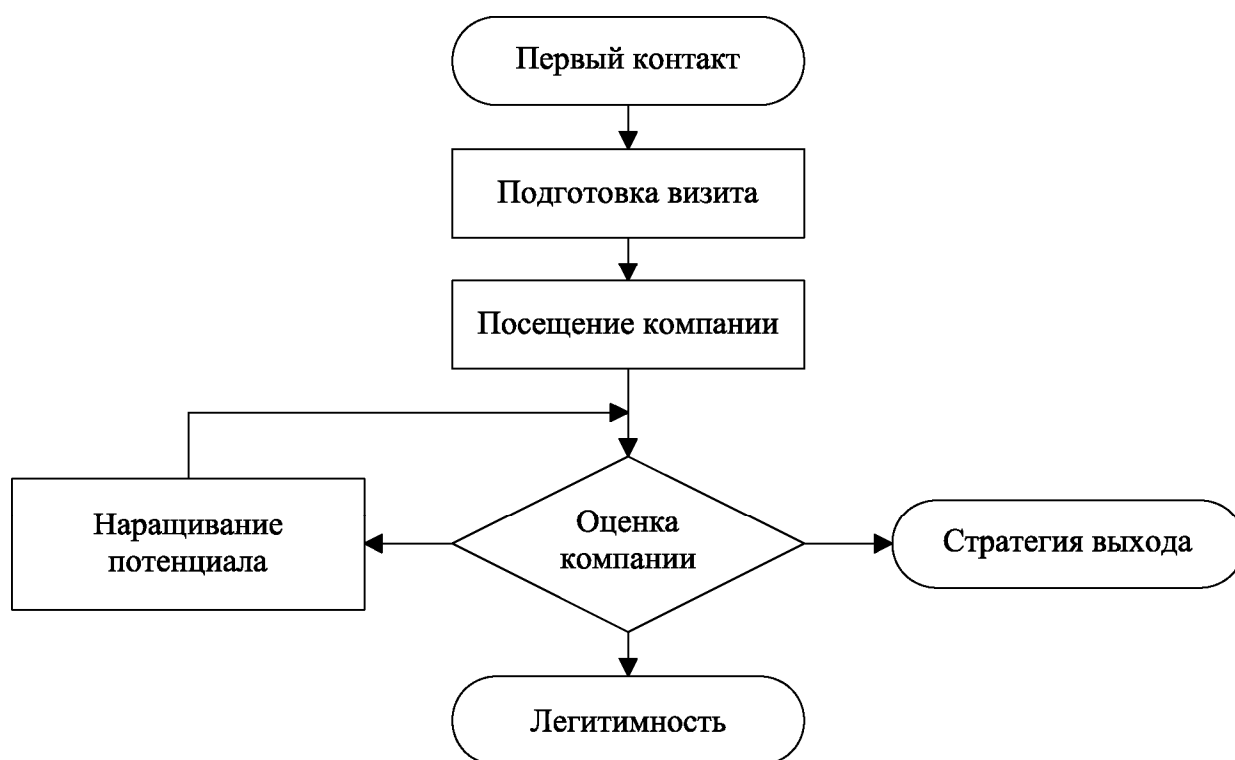 Первый контакт
Подготовка визита
Посещение компании
Наращивание
потенциала
Оценка
компании
Стратегия выхода
Легитимность